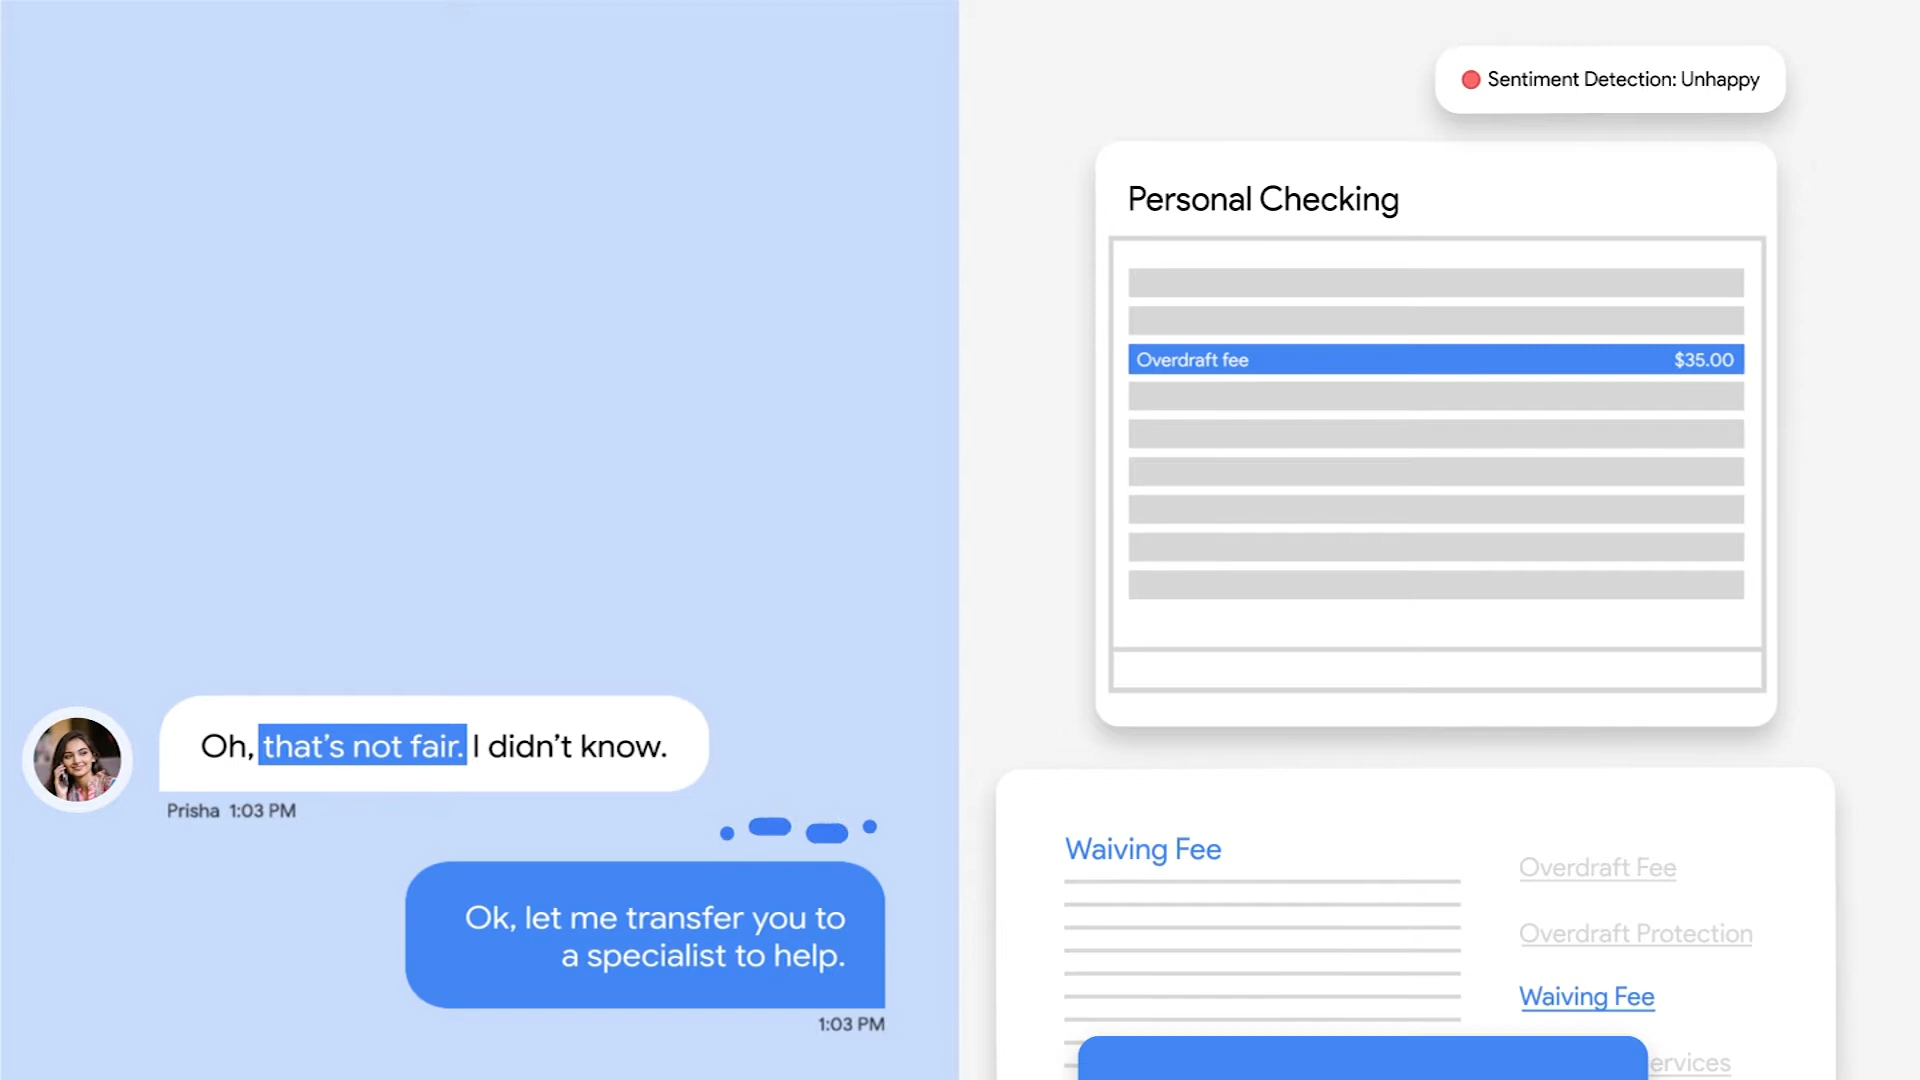 Oh, that's not fair. I didn't know.
Prisha 1:03 PM
Ok, let me transfer you to
a specialist to help.
1:03 PM
Sentiment Detection: Unhappy
Personal Checking
Overdraft fee $35.00
Waiving Fee
Overdraft Fee
Overdraft Protection
Waiving Fee